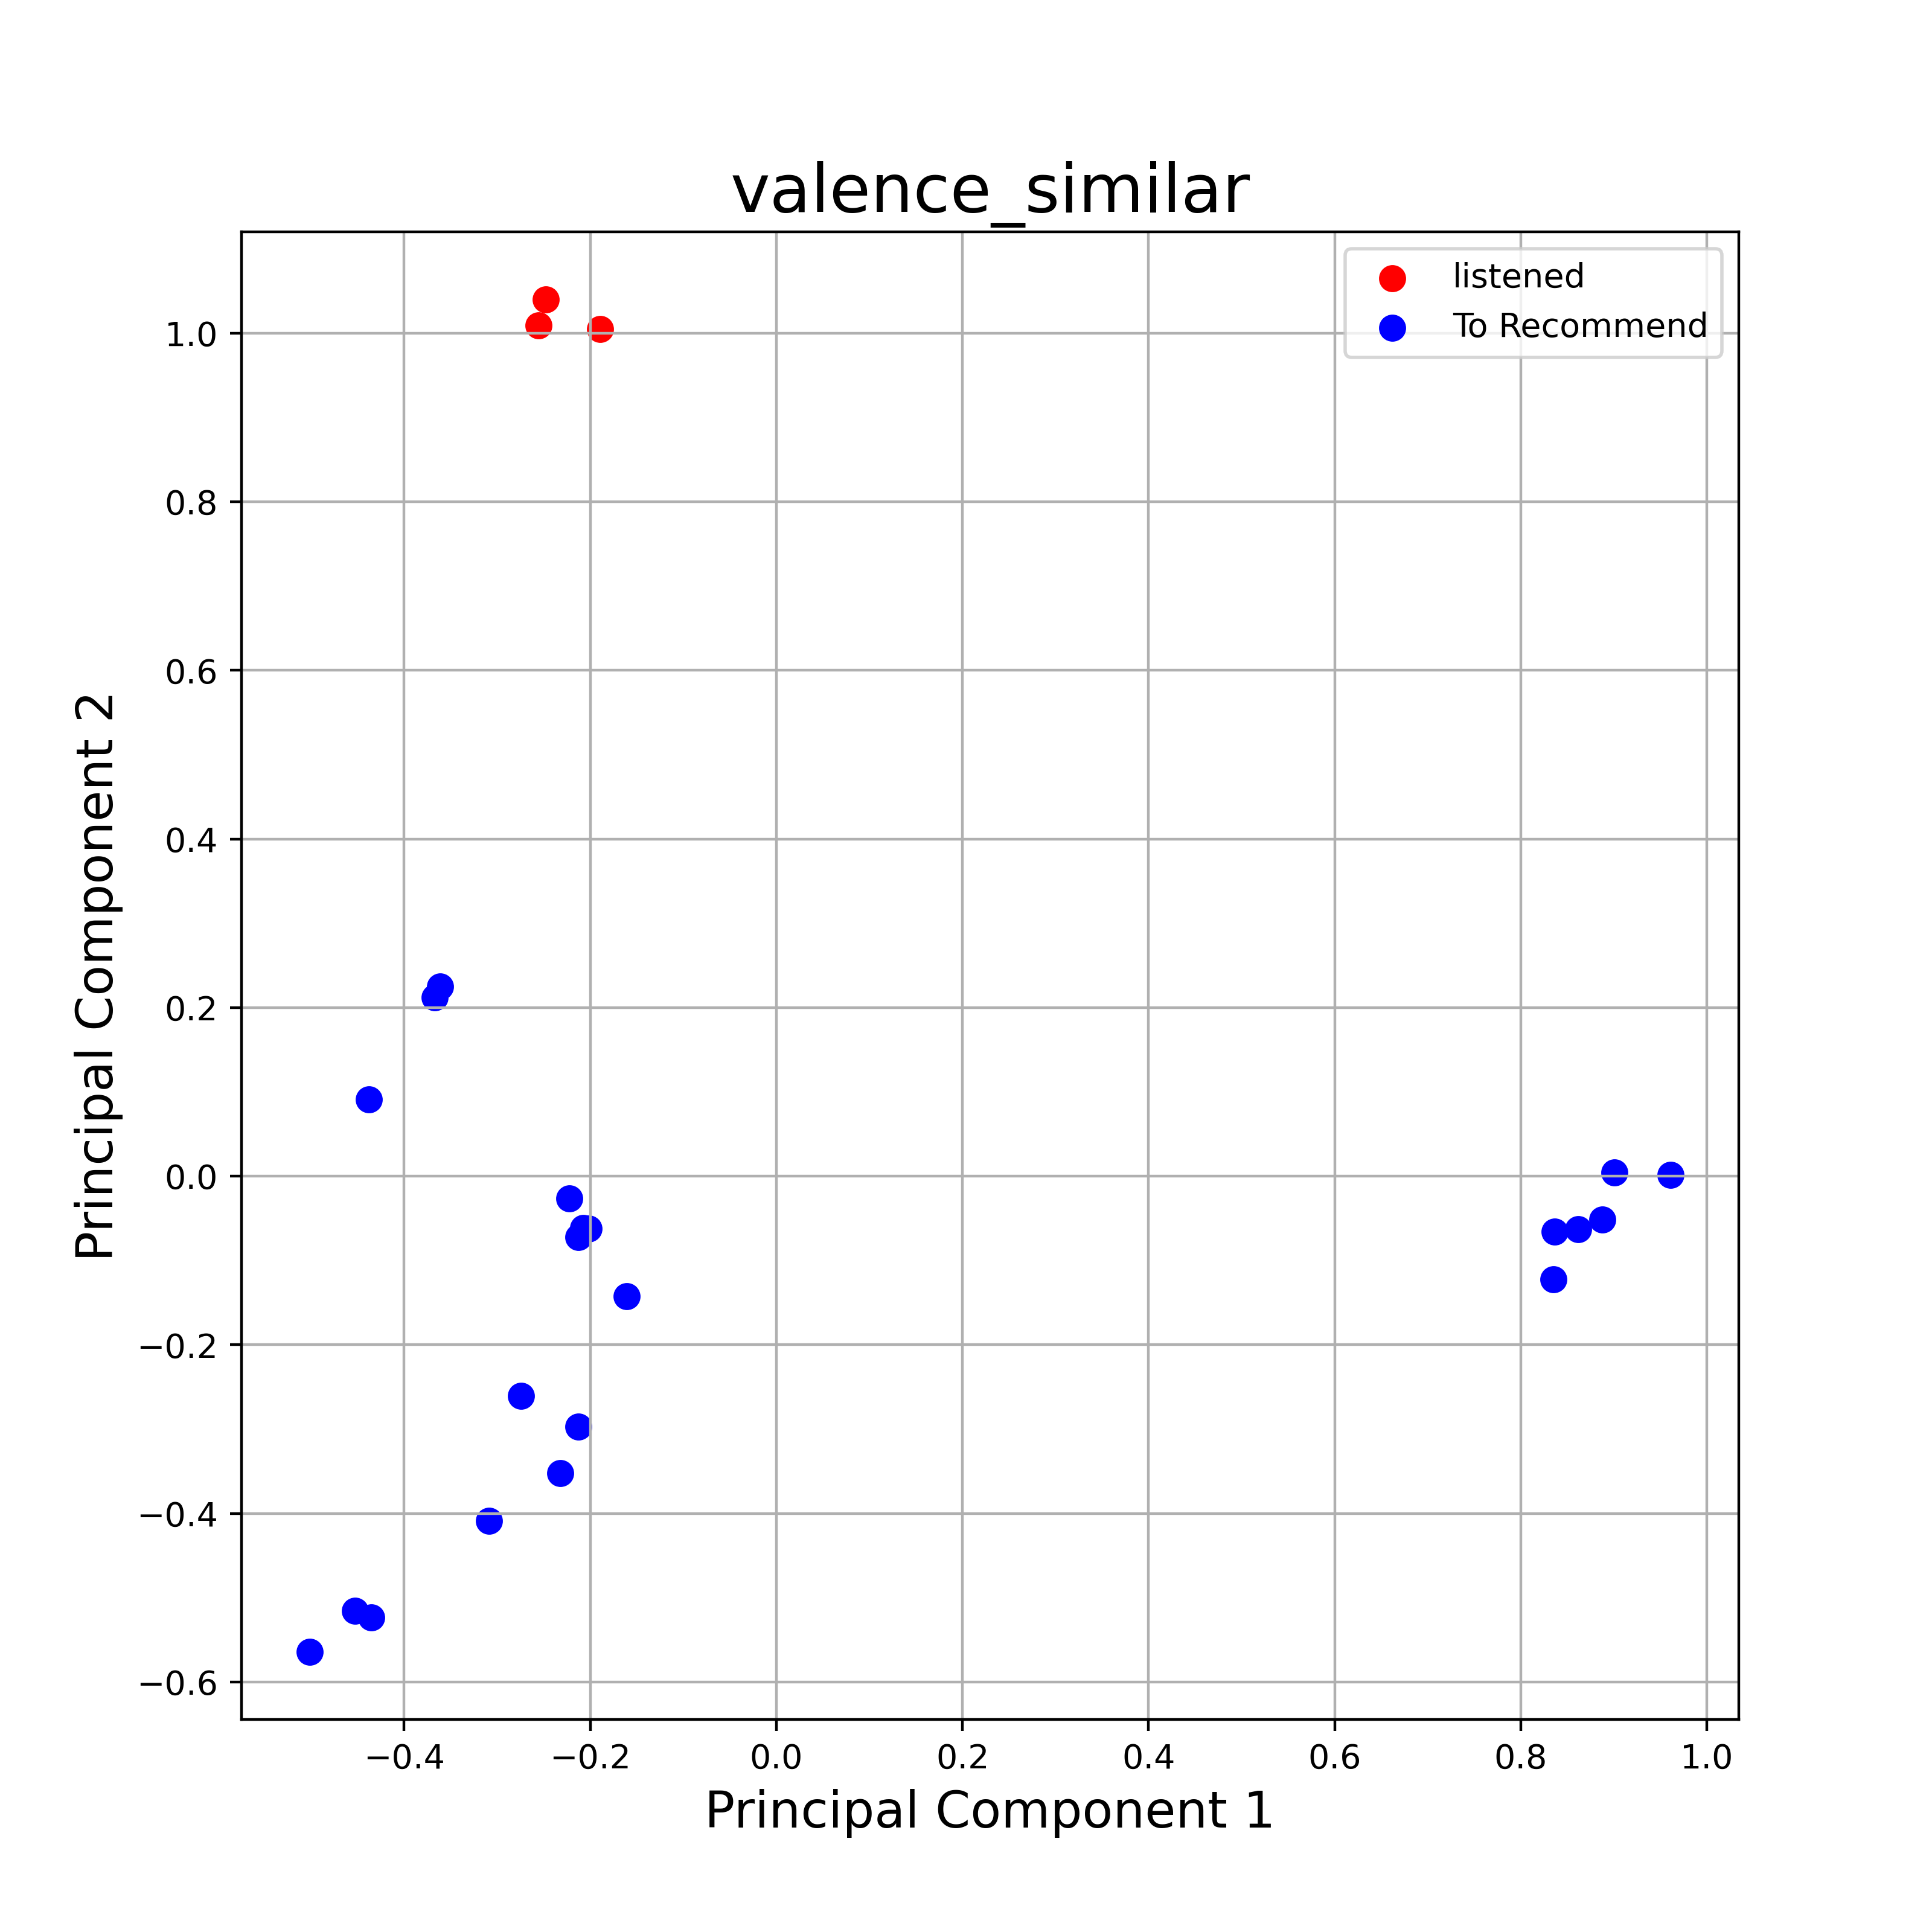 valence_similar
listened
To Recommend
Principal Component 2
1.0
0.8
0.6
0.4
0.2
0.0
−0.2
−0.4
−0.6
−0.4 −0.2 0.0 0.2 0.4 0.6 0.8 1.0
Principal Component 1